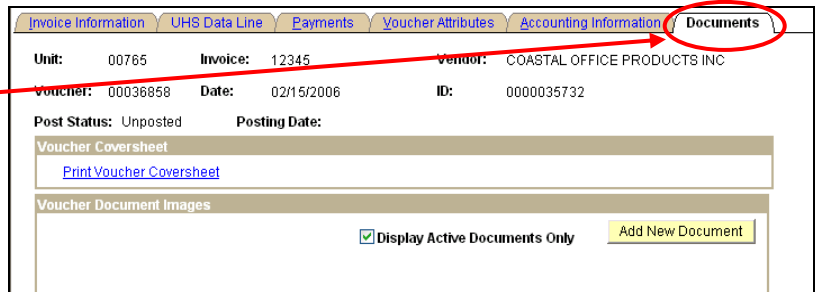 Invoice Information UHS Data Line Payments Voucher Attributes Accounting Information Documents
Unit: 00765 Invoice: 12345 Vendor: COASTAL OFFICE PRODUCTS INC
Voucher: 00036858 Date: 02/15/2006 ID: 0000035732
Post Status: Unposted Posting Date:
Voucher Coversheet
Print Voucher Coversheet
Voucher Document Images
Display Active Documents Only Add New Document